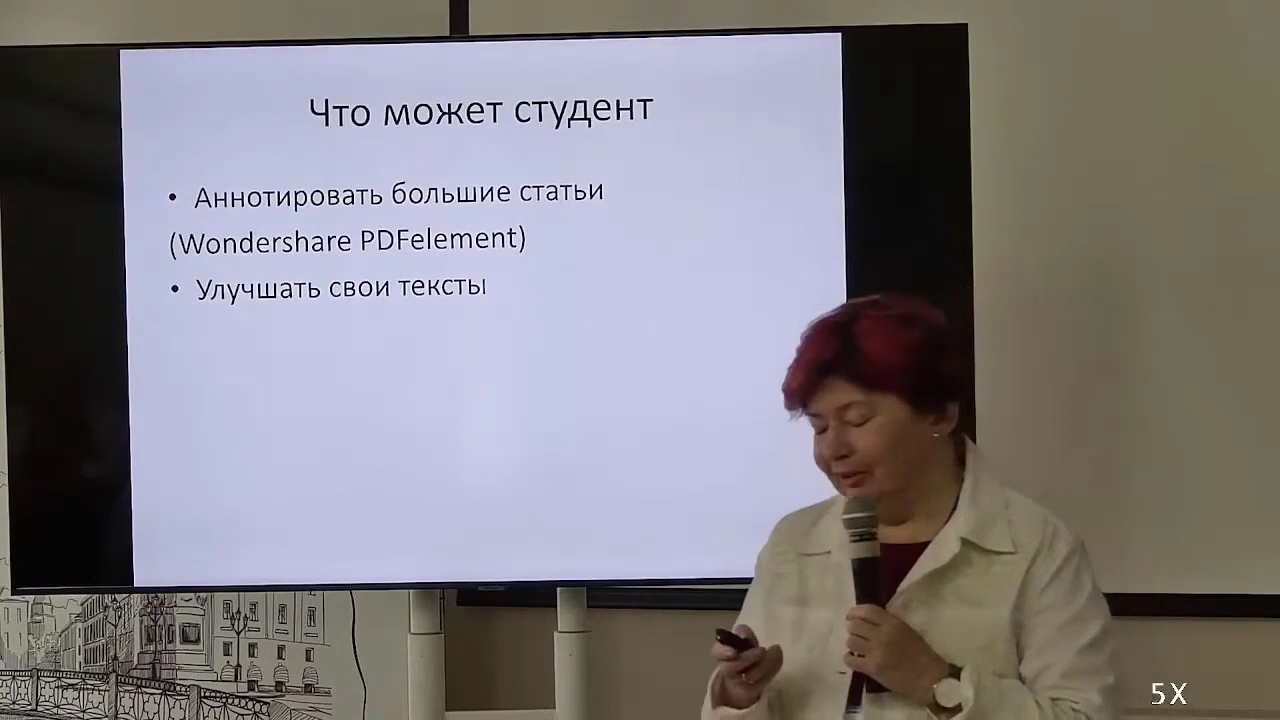 Что может студент
• Аннотировать большие статьи
(Wondershare PDFelement)
• Улучшать свои тексты
5X